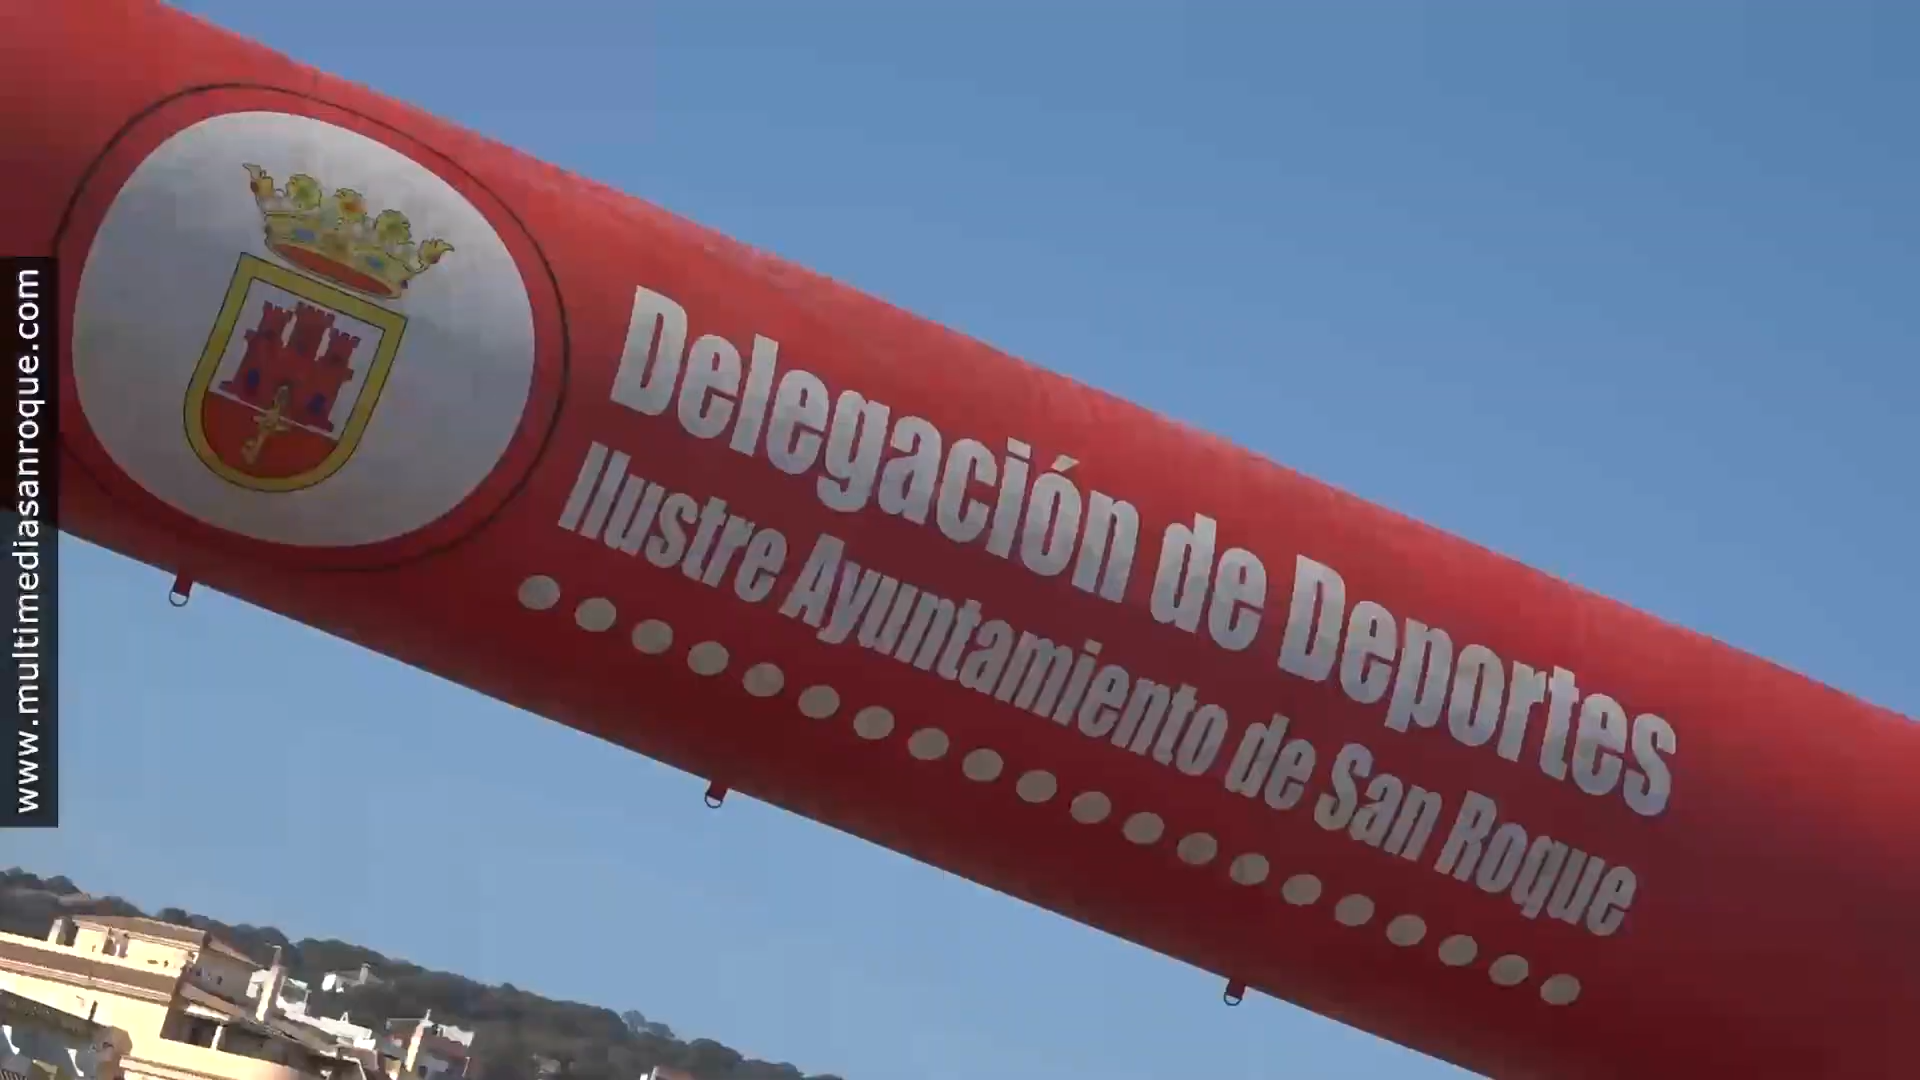 www.multimediasanroque.com
Delegación de Deportes
Ilustre Ayuntamiento de San Roque